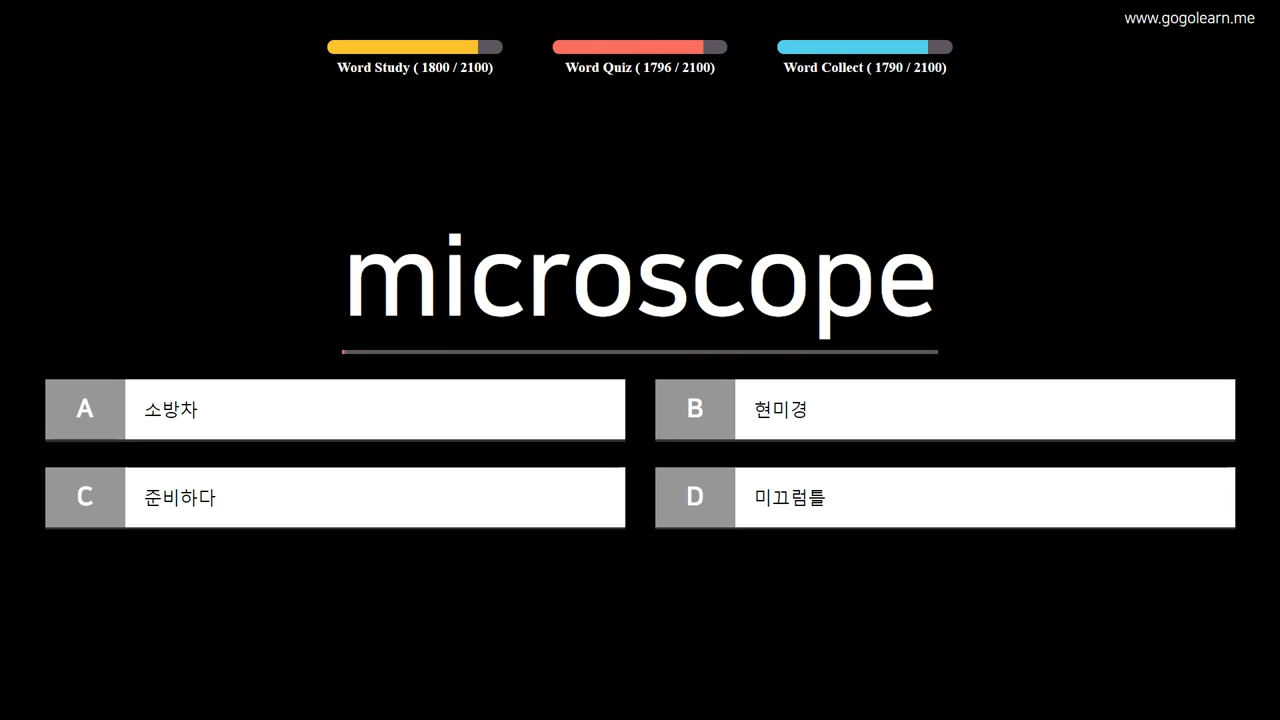 www.gogolearn.me
Word Study ( 1800 / 2100) Word Quiz ( 1796 / 2100) Word Collect ( 1790 / 2100)
microscope
A 소방차 B 현미경
C 준비하다 D 미끄럼틀